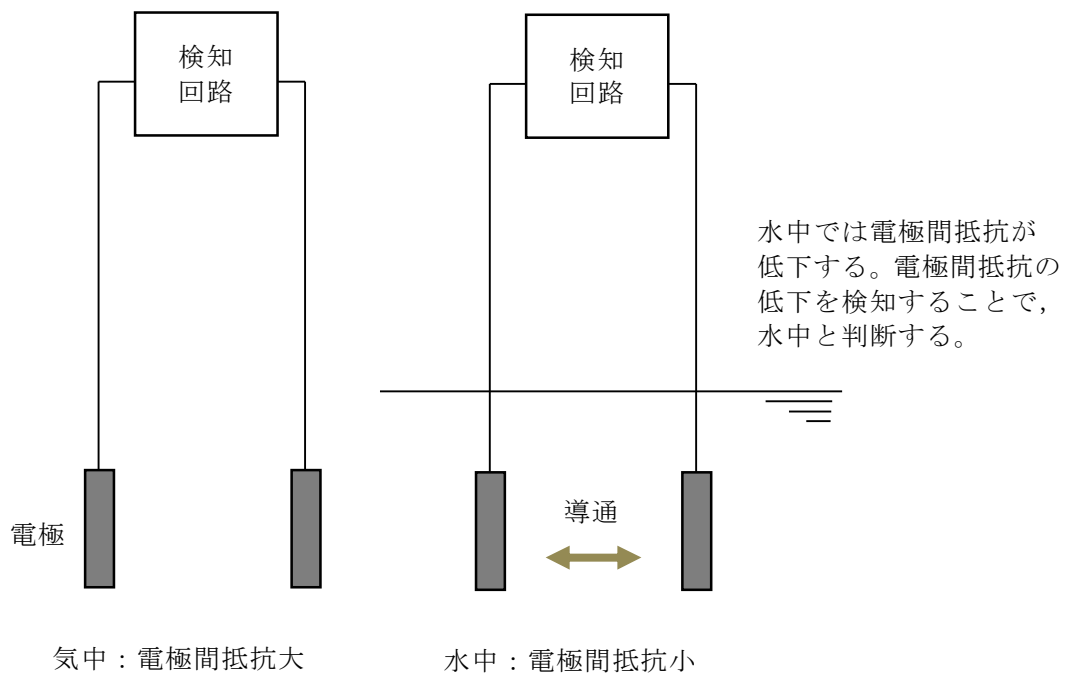 検知
回路
検知
回路
水中では電極間抵抗が
低下する。電極間抵抗の
低下を検知することで,
水中と判断する。
導通
電極
気中：電極間抵抗大
水中：電極間抵抗小